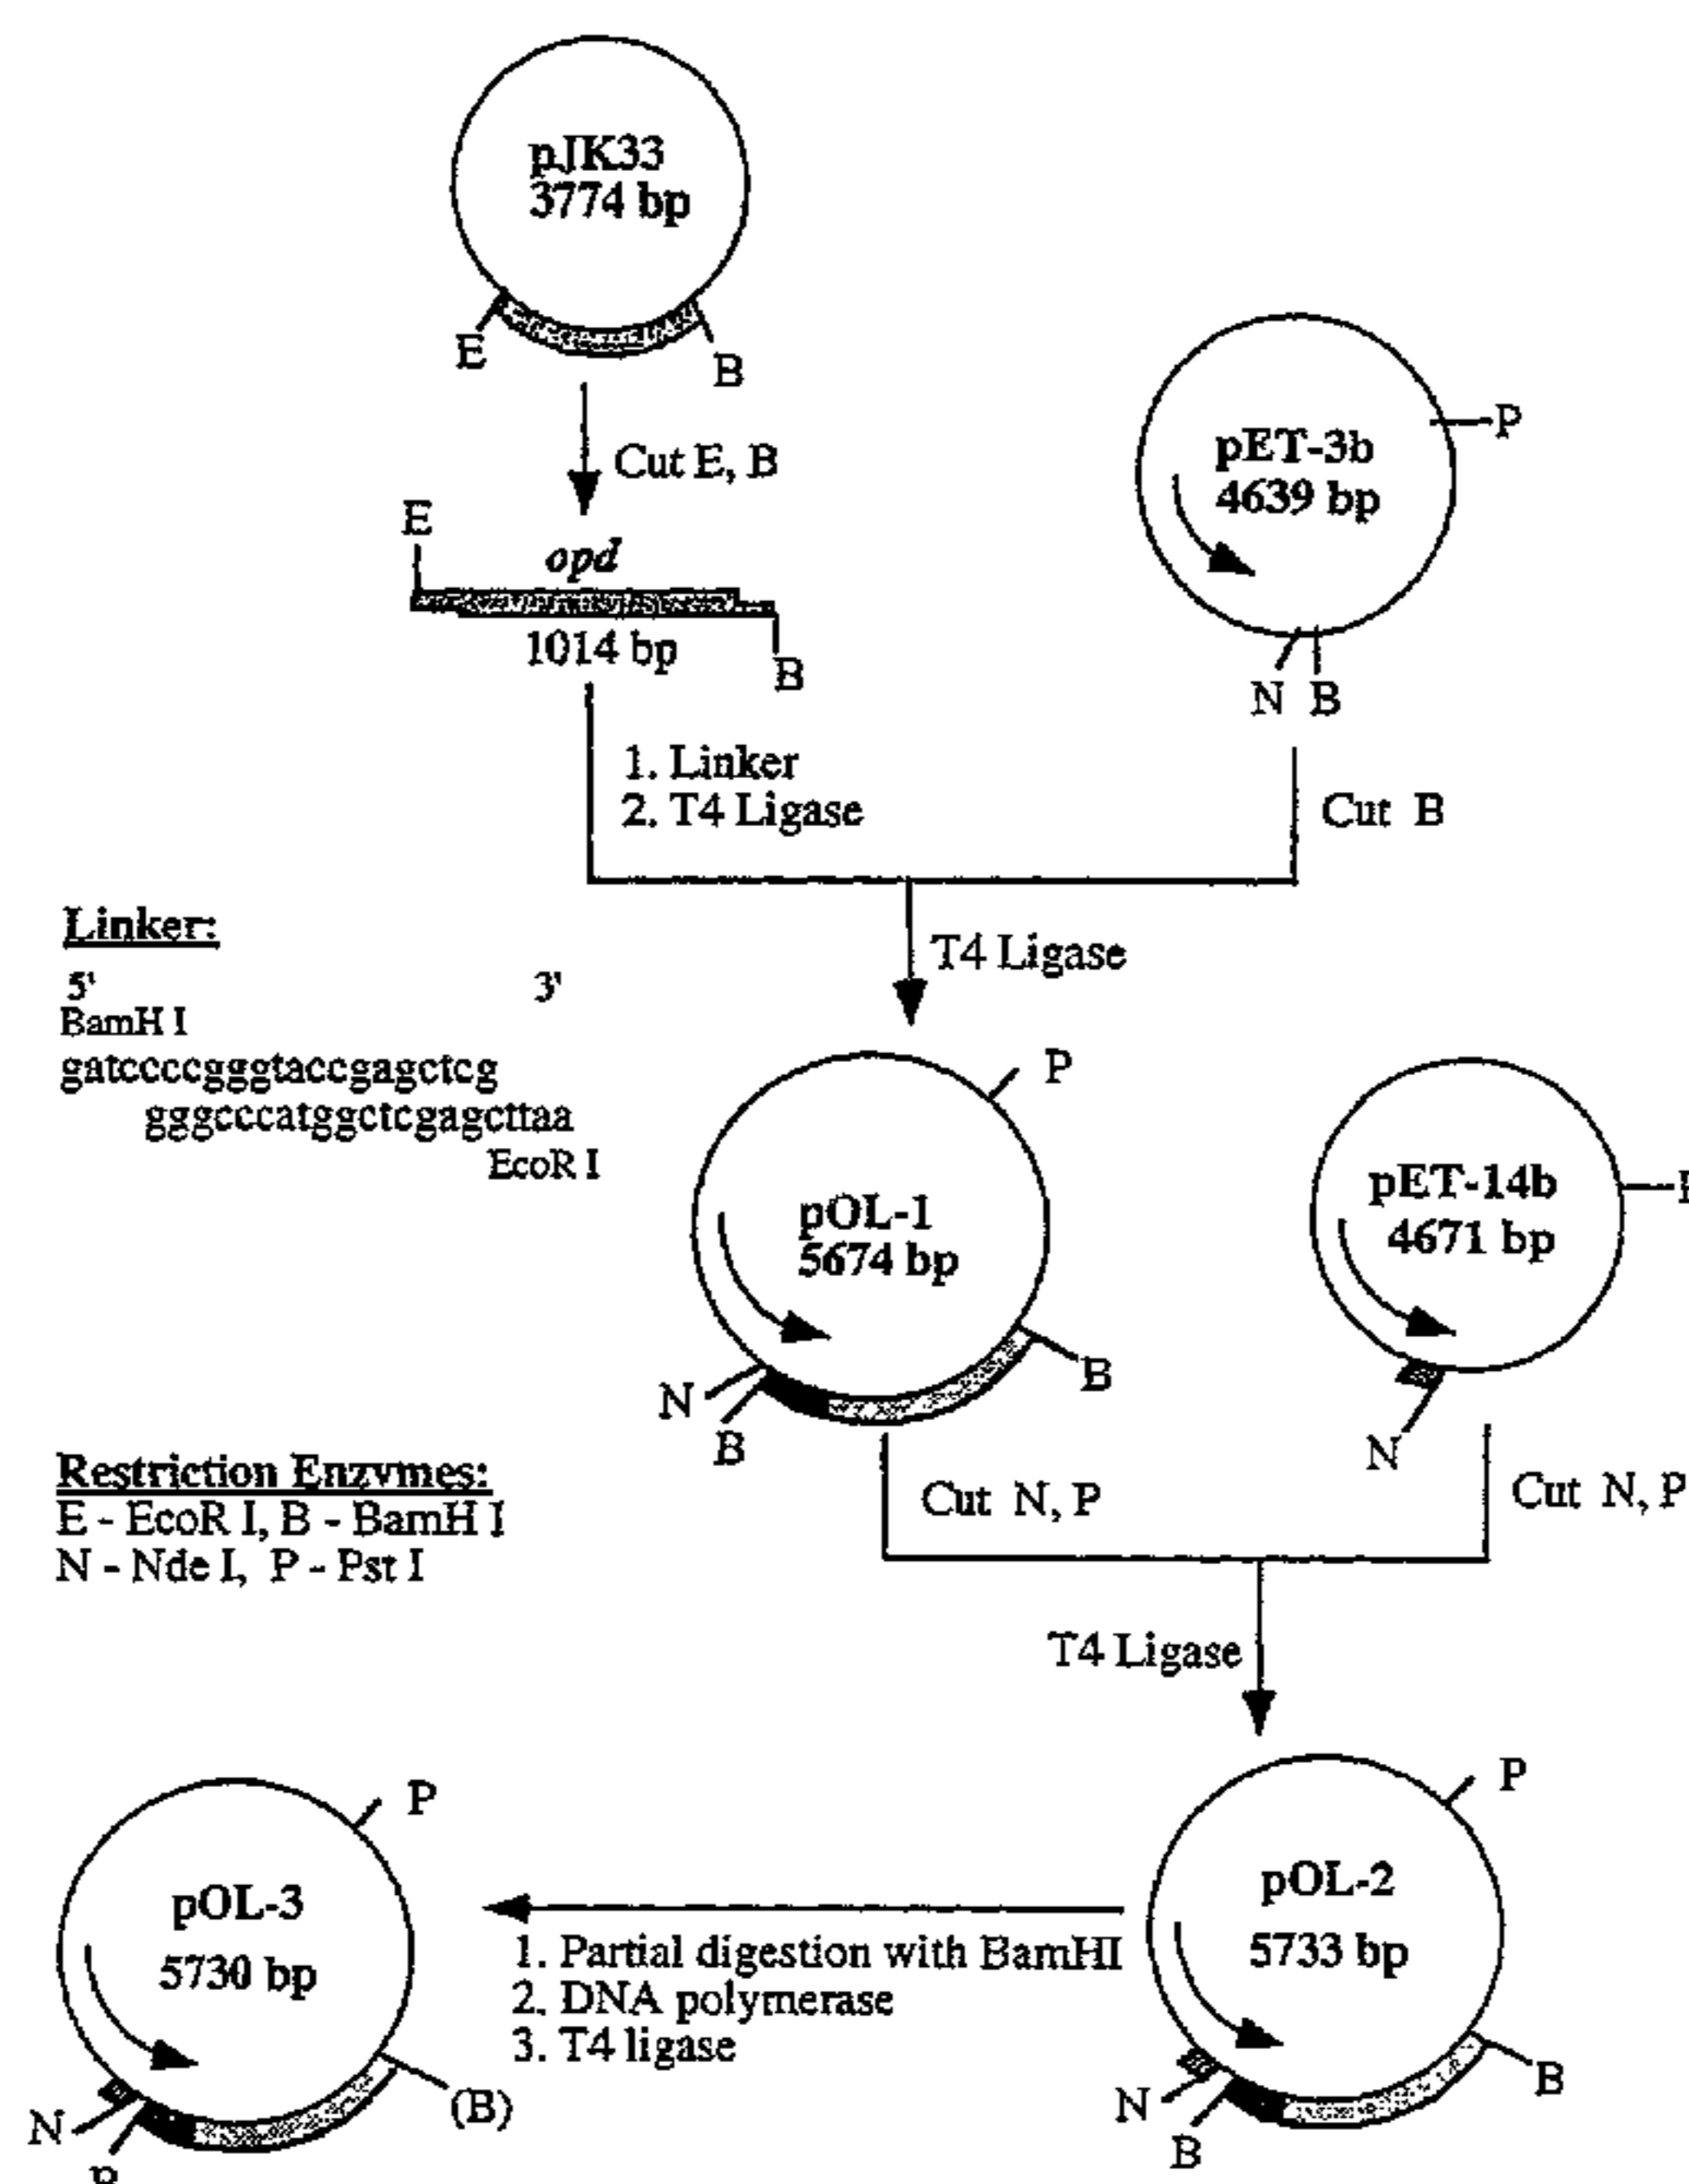 pJK33
3774 bp
E
B
Cut E, B
E
opd
1014 bp
B
pET-3b
4639 bp
P
N B
1. Linker
2. T4 Ligase
Cut B
T4 Ligase
Linker:
5' 3'
BamH I
gatccccgggtaccgagctcg
gggcccatggctcgagcttaa
EcoR I
P
pOL-1
5674 bp
N
B
B
pET-14b
4671 bp
N
Restriction Enzymes:
E - EcoR I, B - BamH I
N - Nde I, P - Pst I
Cut N, P
Cut N, P
T4 Ligase
P
pOL-3
5730 bp
N
(B)
1. Partial digestion with BamHI
2. DNA polymerase
3. T4 ligase
P
pOL-2
5733 bp
N
B
B